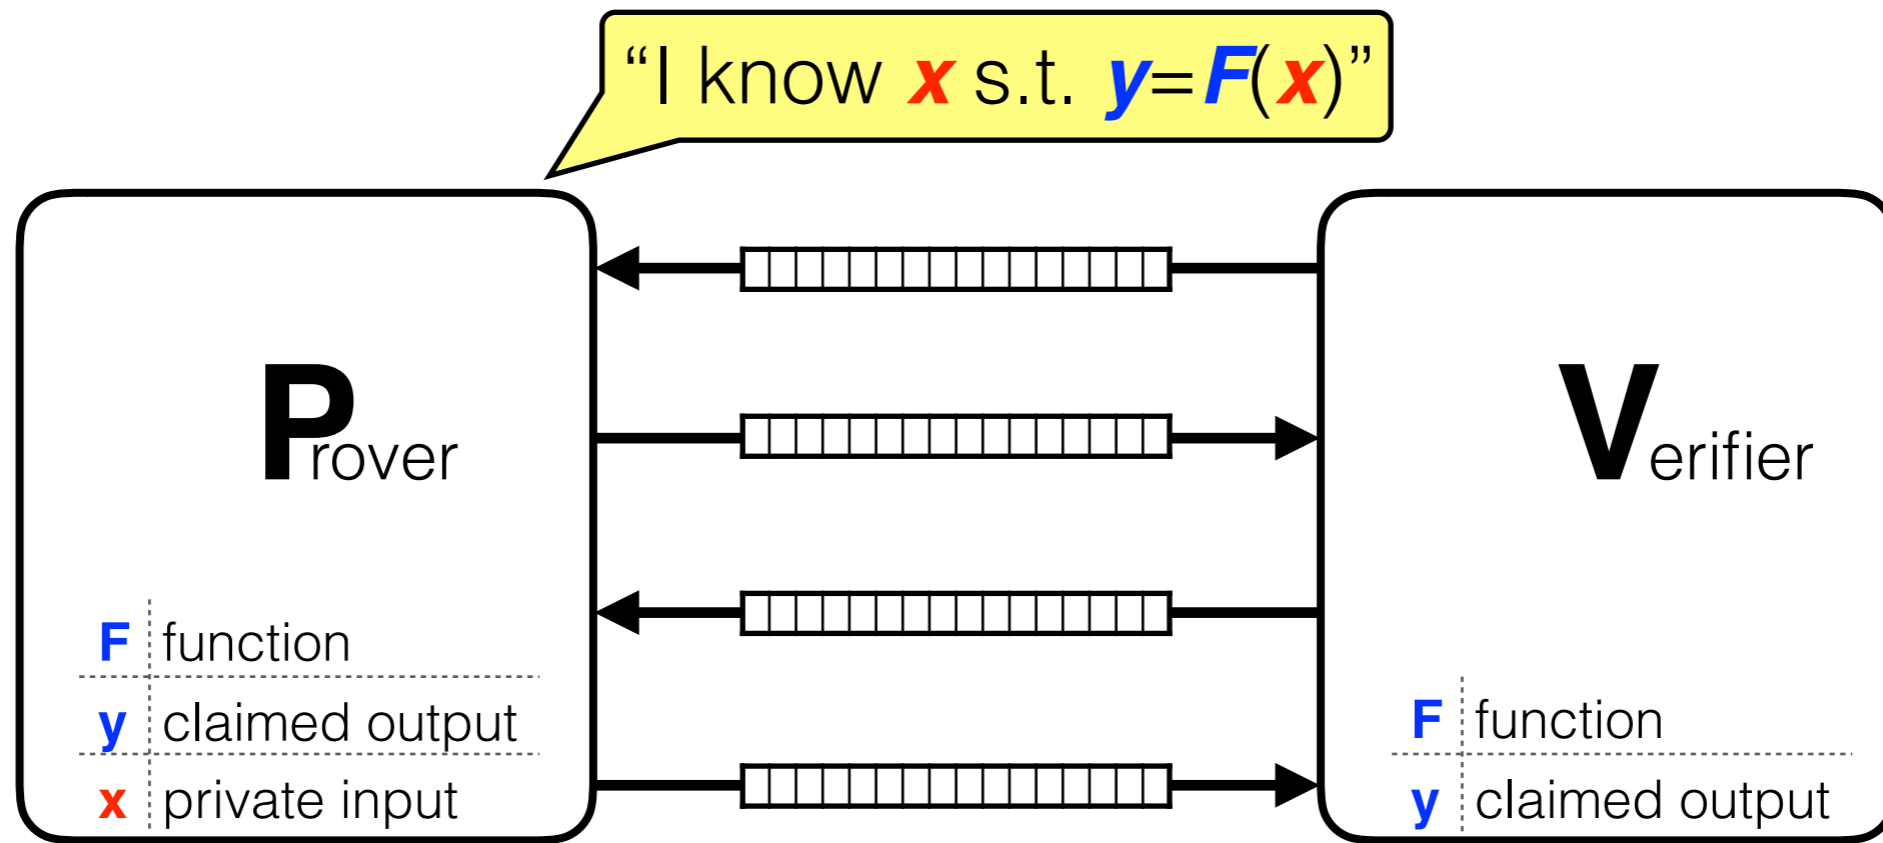 “I know x s.t. y=F(x)”
Prover
F function
y claimed output
x private input
Verifier
F function
y claimed output